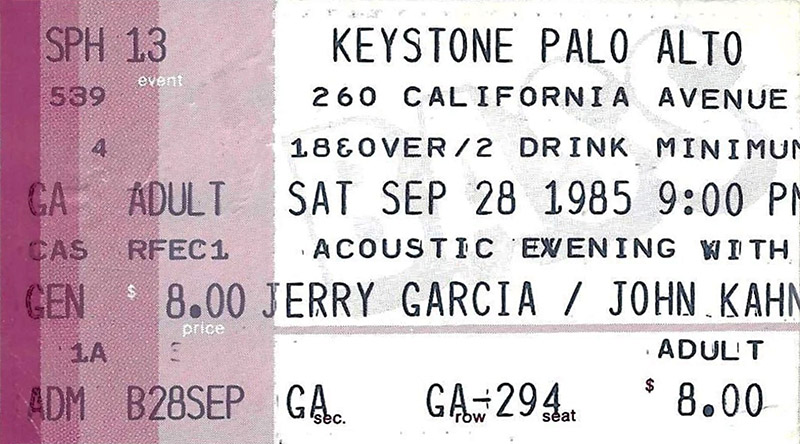 SPH 13 KEYSTONE PALO ALTO
event
539 260 CALIFORNIA AVENUE
4 18&OVER/2 DRINK MINIMUM
GA ADULT SAT SEP 28 1985 9:00 PM
CAS RFEC1 ACOUSTIC EVENING WITH
GEN $ 8.00 JERRY GARCIA / JOHN KAHN
price
1A ADULT
ADM B28SEP GA GA-294 $ 8.00
sec. row seat
BASS